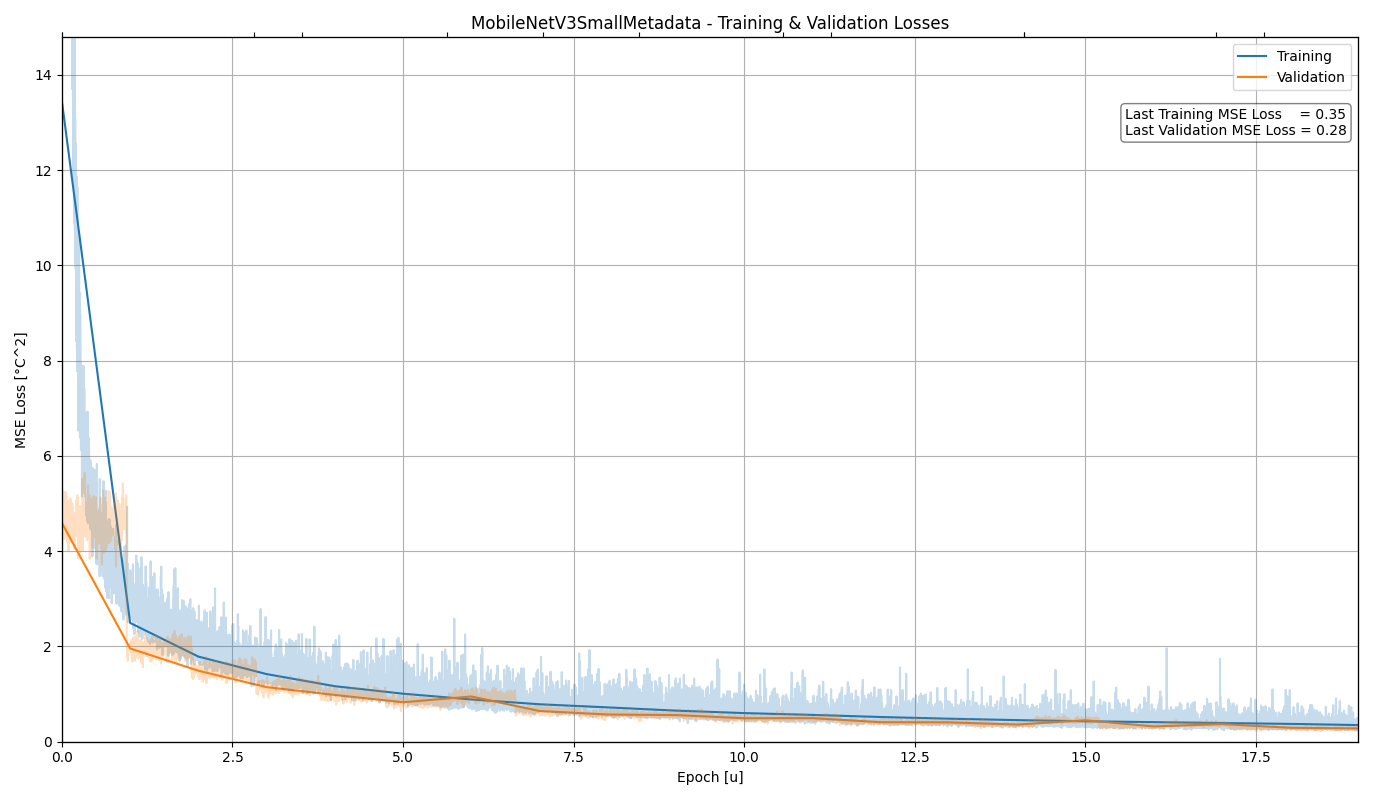 MobileNetV3SmallMetadata - Training & Validation Losses
Training
Validation
Last Training MSE Loss    = 0.35
Last Validation MSE Loss = 0.28
MSE Loss [°C^2]
14
12
10
8
6
4
2
0
0.0 2.5 5.0 7.5 10.0 12.5 15.0 17.5
Epoch [u]